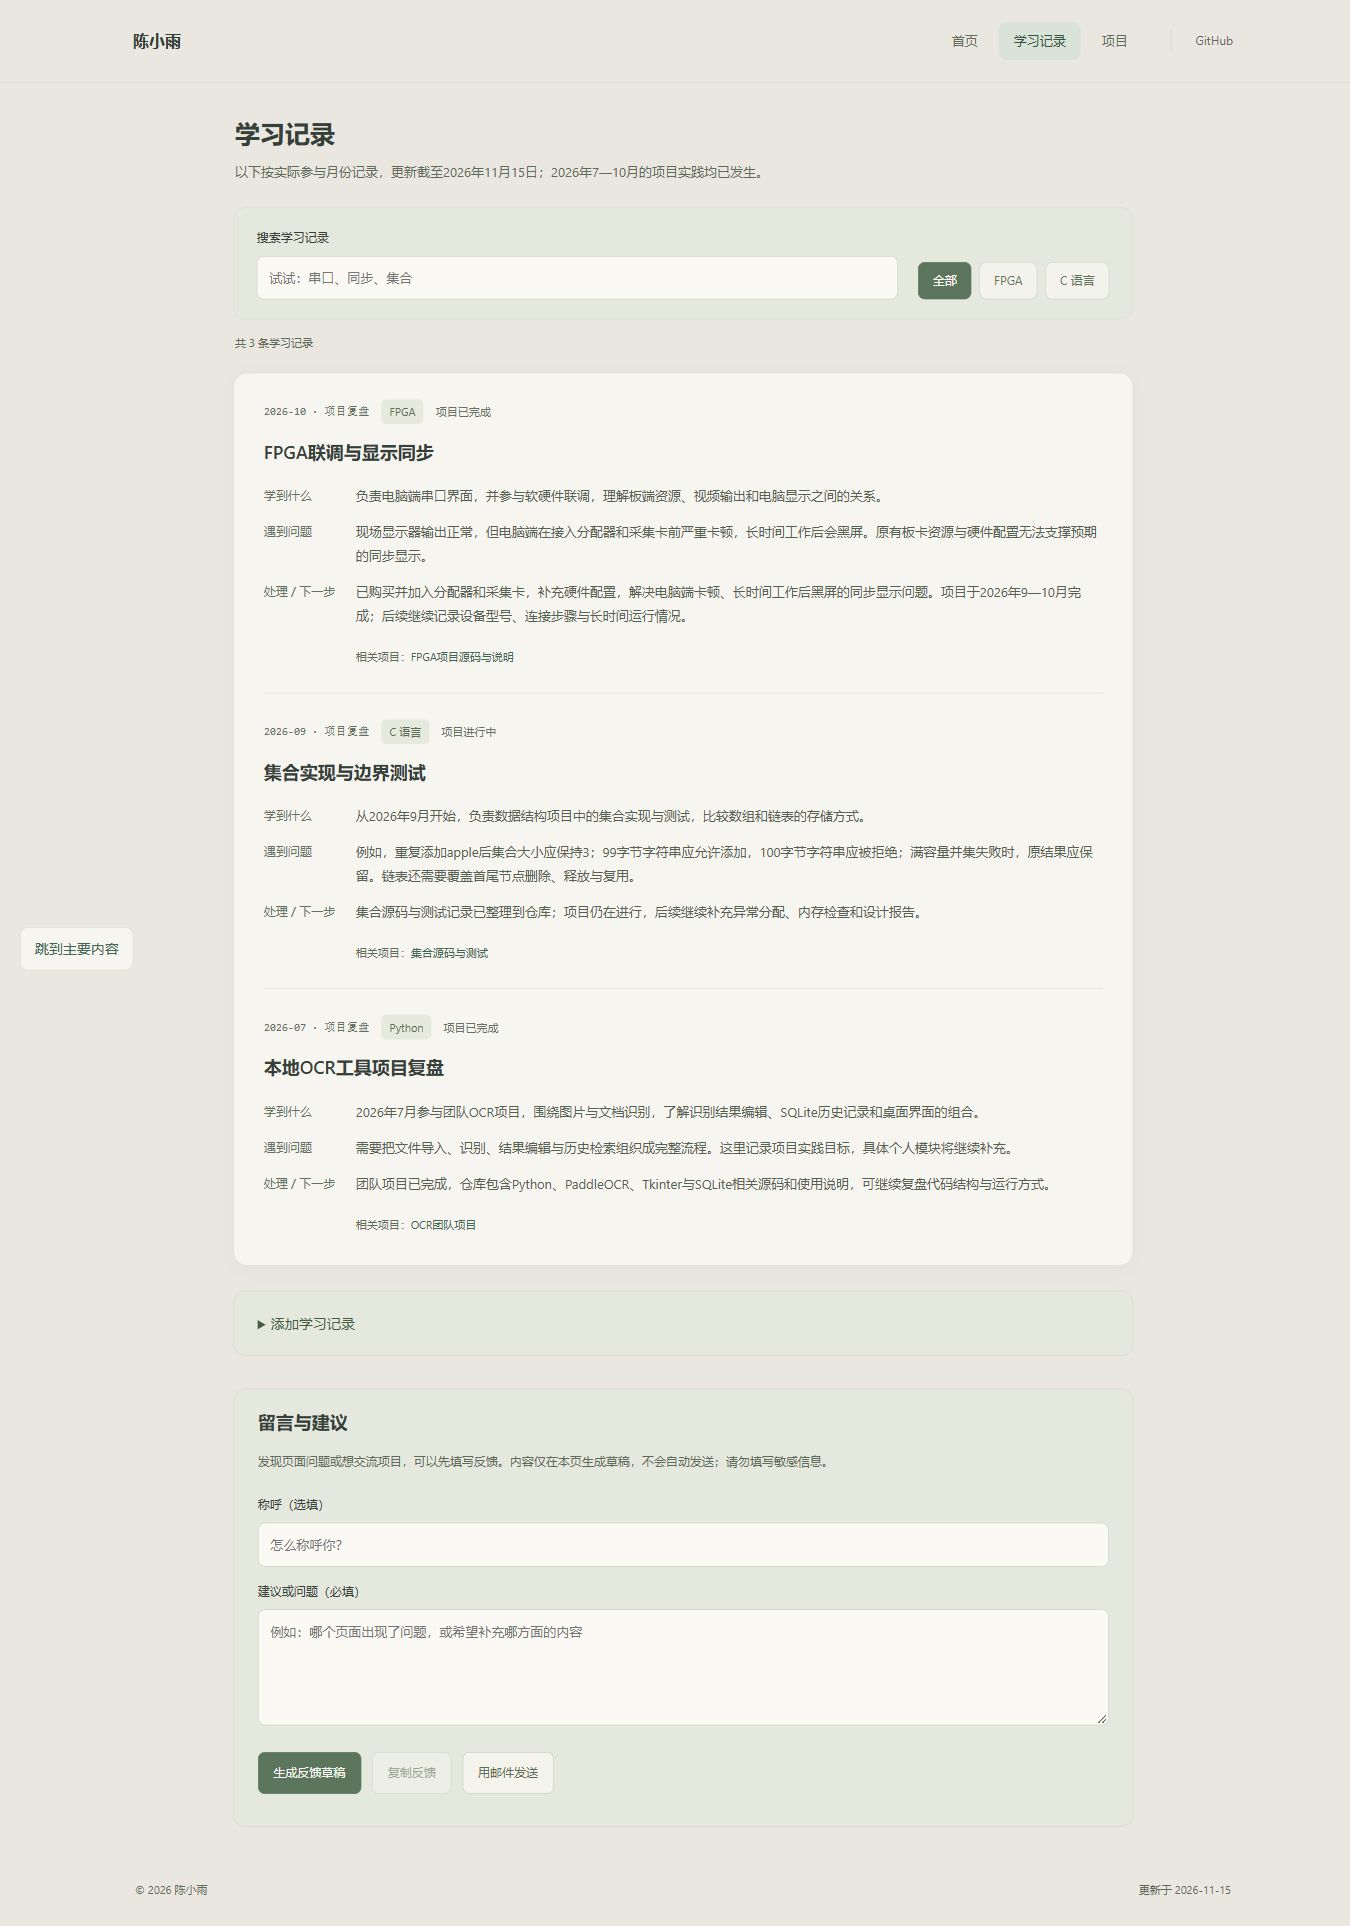 陈小雨
首页
学习记录
项目
GitHub
学习记录
以下按实际参与月份记录，更新截至2026年11月15日；2026年7—10月的项目实践均已发生。
搜索学习记录
试试：串口、同步、集合
全部
FPGA
C 语言
共 3 条学习记录
2026-10 · 项目复盘 FPGA 项目已完成
FPGA联调与显示同步
学到什么 负责电脑端串口界面，并参与软硬件联调，理解板端资源、视频输出和电脑显示之间的关系。
遇到问题 现场显示器输出正常，但电脑端在接入分配器和采集卡前严重卡顿，长时间工作后会黑屏。原有板卡资源与硬件配置无法支撑预期
的同步显示。
处理 / 下一步 已购买并加入分配器和采集卡，补充硬件配置，解决电脑端卡顿、长时间工作后黑屏的同步显示问题。项目于2026年9—10月完
成；后续继续记录设备型号、连接步骤与长时间运行情况。
相关项目：FPGA项目源码与说明
2026-09 · 项目复盘 C 语言 项目进行中
集合实现与边界测试
学到什么 从2026年9月开始，负责数据结构项目中的集合实现与测试，比较数组和链表的存储方式。
遇到问题 例如，重复添加apple后集合大小应保持3；99字节字符串应允许添加，100字节字符串应被拒绝；满容量并集失败时，原结果应保
留。链表还需要覆盖首尾节点删除、释放与复用。
处理 / 下一步 集合源码与测试记录已整理到仓库；项目仍在进行，后续继续补充异常分配、内存检查和设计报告。
相关项目：集合源码与测试
跳到主要内容
2026-07 · 项目复盘 Python 项目已完成
本地OCR工具项目复盘
学到什么 2026年7月参与团队OCR项目，围绕图片与文档识别，了解识别结果编辑、SQLite历史记录和桌面界面的组合。
遇到问题 需要把文件导入、识别、结果编辑与历史检索组织成完整流程。这里记录项目实践目标，具体个人模块将继续补充。
处理 / 下一步 团队项目已完成，仓库包含Python、PaddleOCR、Tkinter与SQLite相关源码和使用说明，可继续复盘代码结构与运行方式。
相关项目：OCR团队项目
▶ 添加学习记录
留言与建议
发现页面问题或想交流项目，可以先填写反馈。内容仅在本页生成草稿，不会自动发送；请勿填写敏感信息。
称呼（选填）
怎么称呼你？
建议或问题（必填）
例如：哪个页面出现了问题，或希望补充哪方面的内容
生成反馈草稿
复制反馈
用邮件发送
© 2026 陈小雨
更新于 2026-11-15